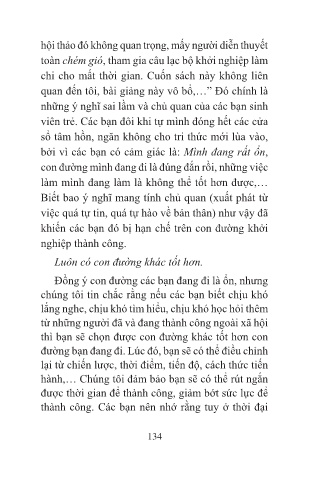 hội thảo đó không quan trọng, mấy người diễn thuyết
toàn chém gió, tham gia câu lạc bộ khởi nghiệp làm
chi cho mất thời gian. Cuốn sách này không liên
quan đến tôi, bài giảng này vô bổ,…” Đó chính là
những ý nghĩ sai lầm và chủ quan của các bạn sinh
viên trẻ. Các bạn đôi khi tự mình đóng hết các cửa
sổ tâm hồn, ngăn không cho tri thức mới lùa vào,
bởi vì các bạn có cảm giác là: Mình đang rất ổn,
con đường mình đang đi là đúng đắn rồi, những việc
làm mình đang làm là không thể tốt hơn được,…
Biết bao ý nghĩ mang tính chủ quan (xuất phát từ
việc quá tự tin, quá tự hào về bản thân) như vậy đã
khiến các bạn đó bị hạn chế trên con đường khởi
nghiệp thành công.
Luôn có con đường khác tốt hơn.
Đồng ý con đường các bạn đang đi là ổn, nhưng
chúng tôi tin chắc rằng nếu các bạn biết chịu khó
lắng nghe, chịu khó tìm hiểu, chịu khó học hỏi thêm
từ những người đã và đang thành công ngoài xã hội
thì bạn sẽ chọn được con đường khác tốt hơn con
đường bạn đang đi. Lúc đó, bạn sẽ có thể điều chỉnh
lại từ chiến lược, thời điểm, tiến độ, cách thức tiến
hành,… Chúng tôi đảm bảo bạn sẽ có thể rút ngắn
được thời gian để thành công, giảm bớt sức lực để
thành công. Các bạn nên nhớ rằng tuy ở thời đại
134